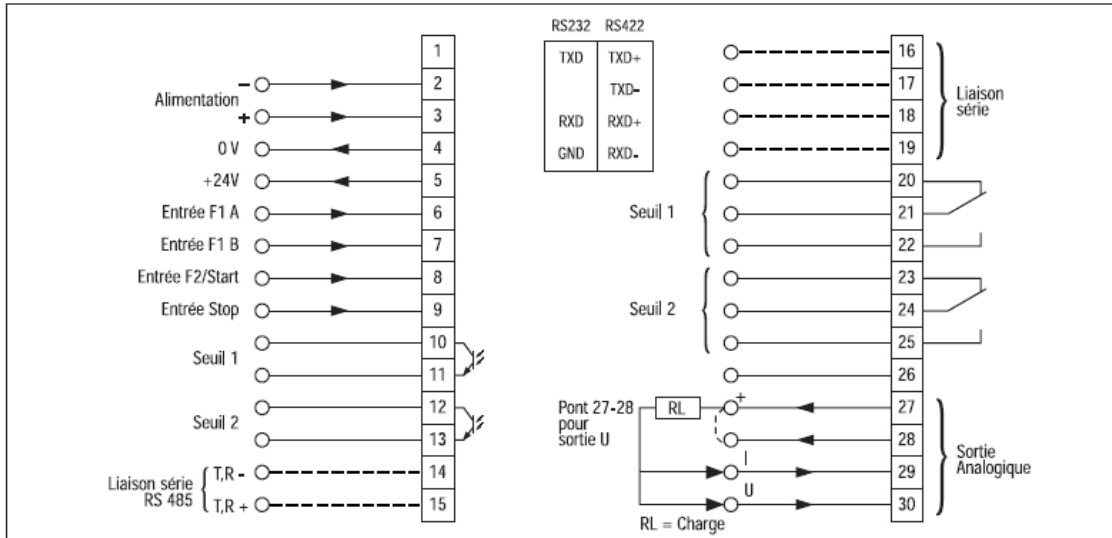 1
– 2
Alimentation
+ 3
0 V 4
+24V 5
Entrée F1 A 6
Entrée F1 B 7
Entrée F2/Start 8
Entrée Stop 9
10
Seuil 1
11
12
Seuil 2
13
T,R - 14
Liaison série
RS 485
T,R + 15
RS232 RS422
TXD TXD+
TXD-
RXD RXD+
GND RXD-
16
17
Liaison
série
18
19
20
Seuil 1 21
22
23
Seuil 2 24
25
26
Pont 27-28
pour
sortie U
RL + 27
28
Sortie
Analogique
I 29
U 30
RL = Charge